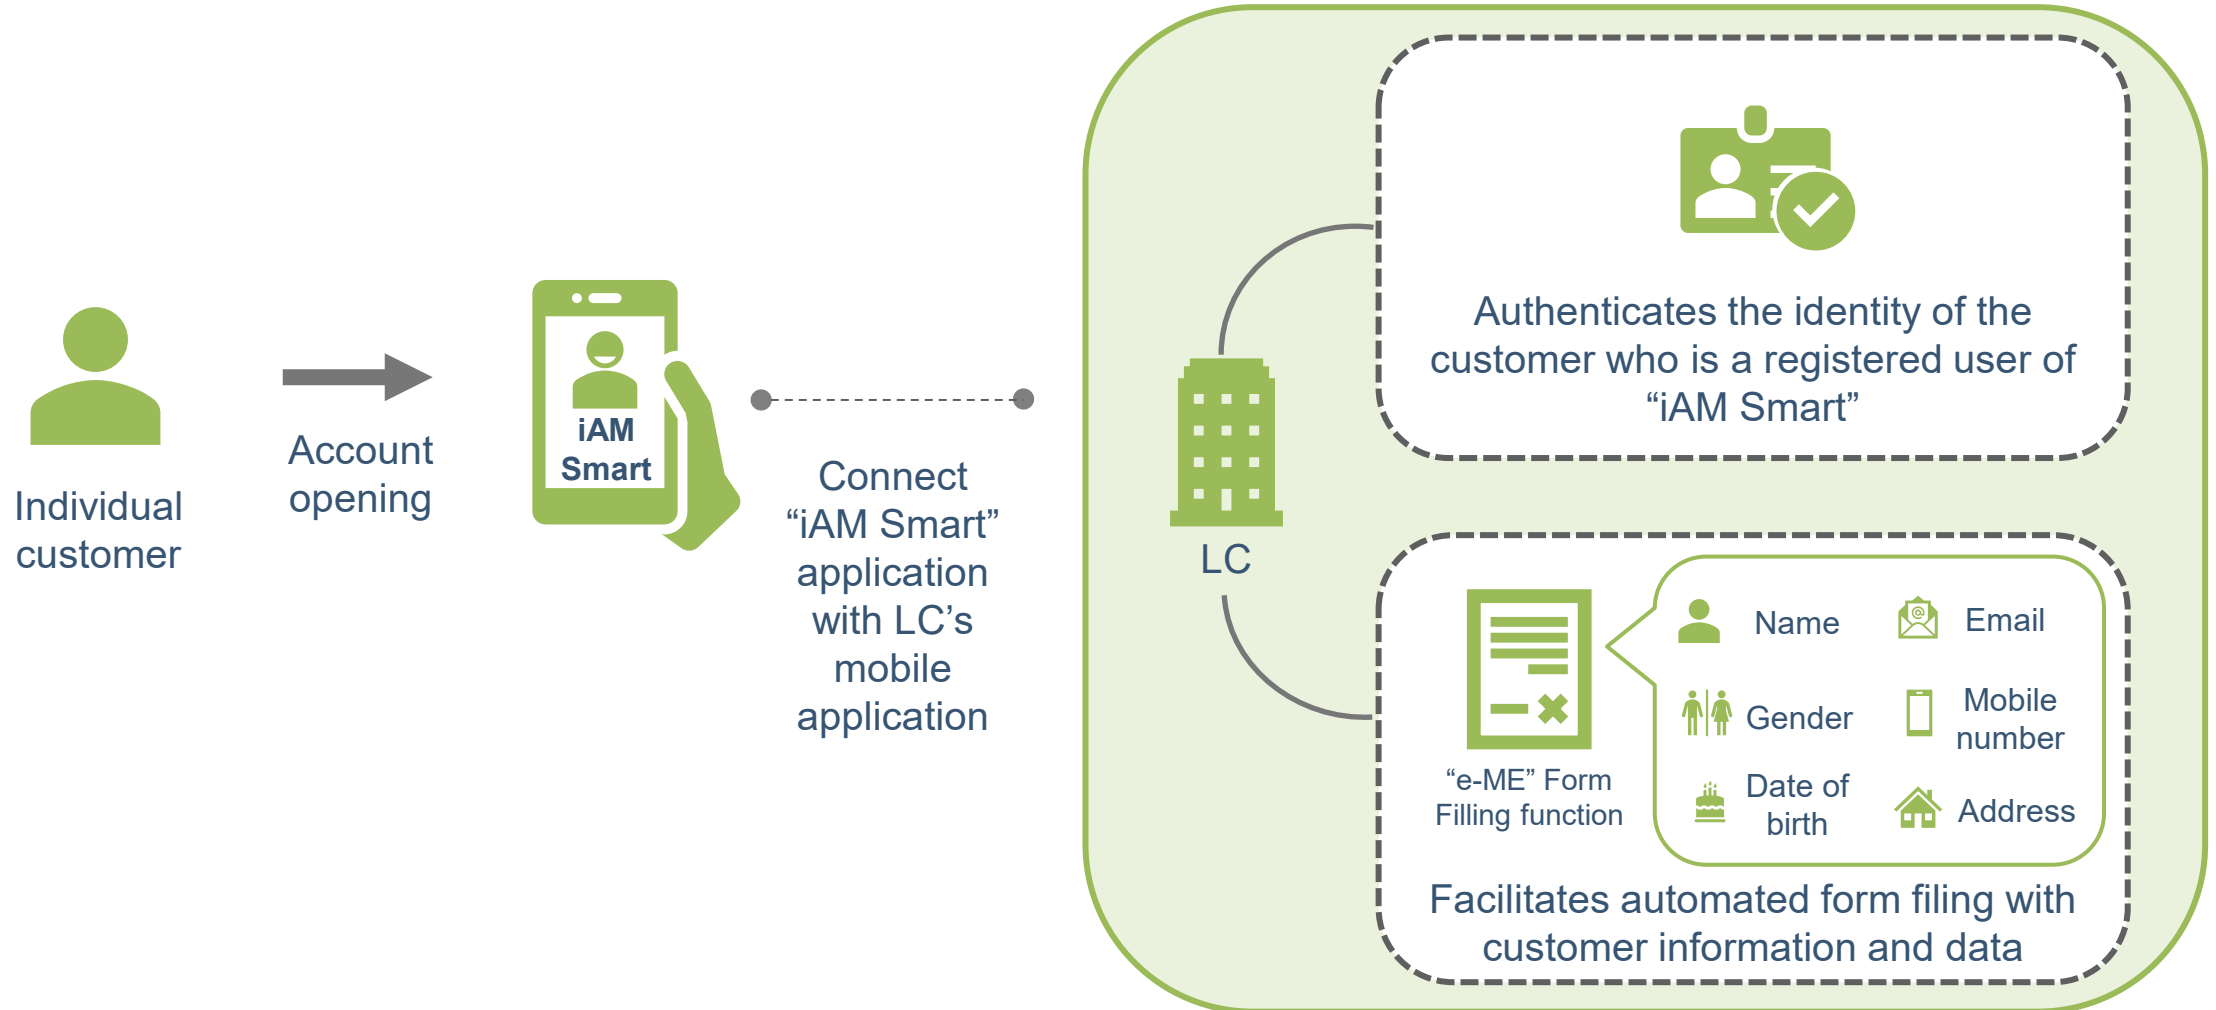 Individual
customer
Account
opening
iAM
Smart
Connect
“iAM Smart”
application
with LC’s
mobile
application
LC
Authenticates the identity of the
customer who is a registered user of
“iAM Smart”
“e-ME” Form
Filling function
Name
Email
Gender
Mobile
number
Date of
birth
Address
Facilitates automated form filing with
customer information and data